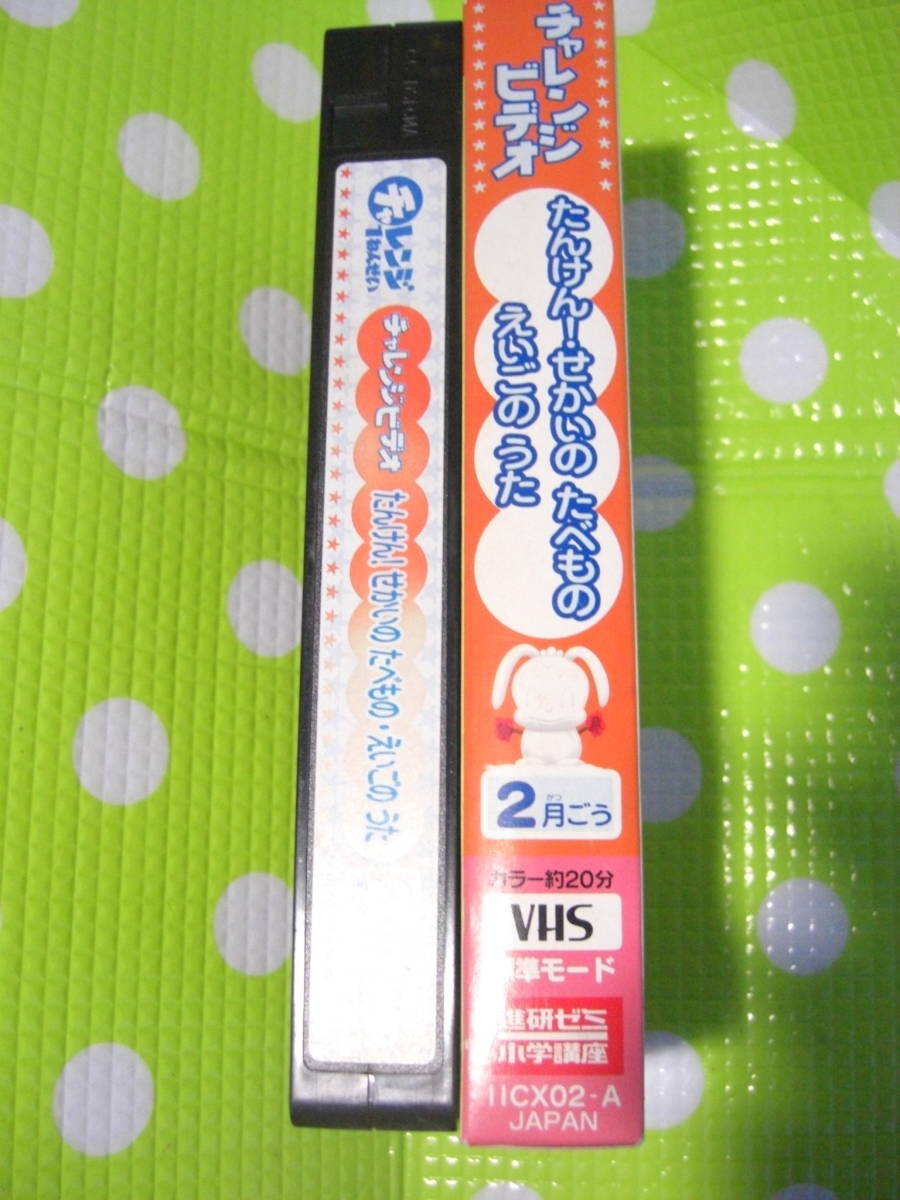 チャレンジ
1ねんせい
チャレンジビデオ
たんけん!せかいの たべもの・えいごの うた
チャレンジ
ビデオ
たんけん!せかいの たべもの
えいごの うた
2月ごう
がつ
カラー約20分
VHS
標準モード
進研ゼミ
小学講座
11CX02-A
JAPAN